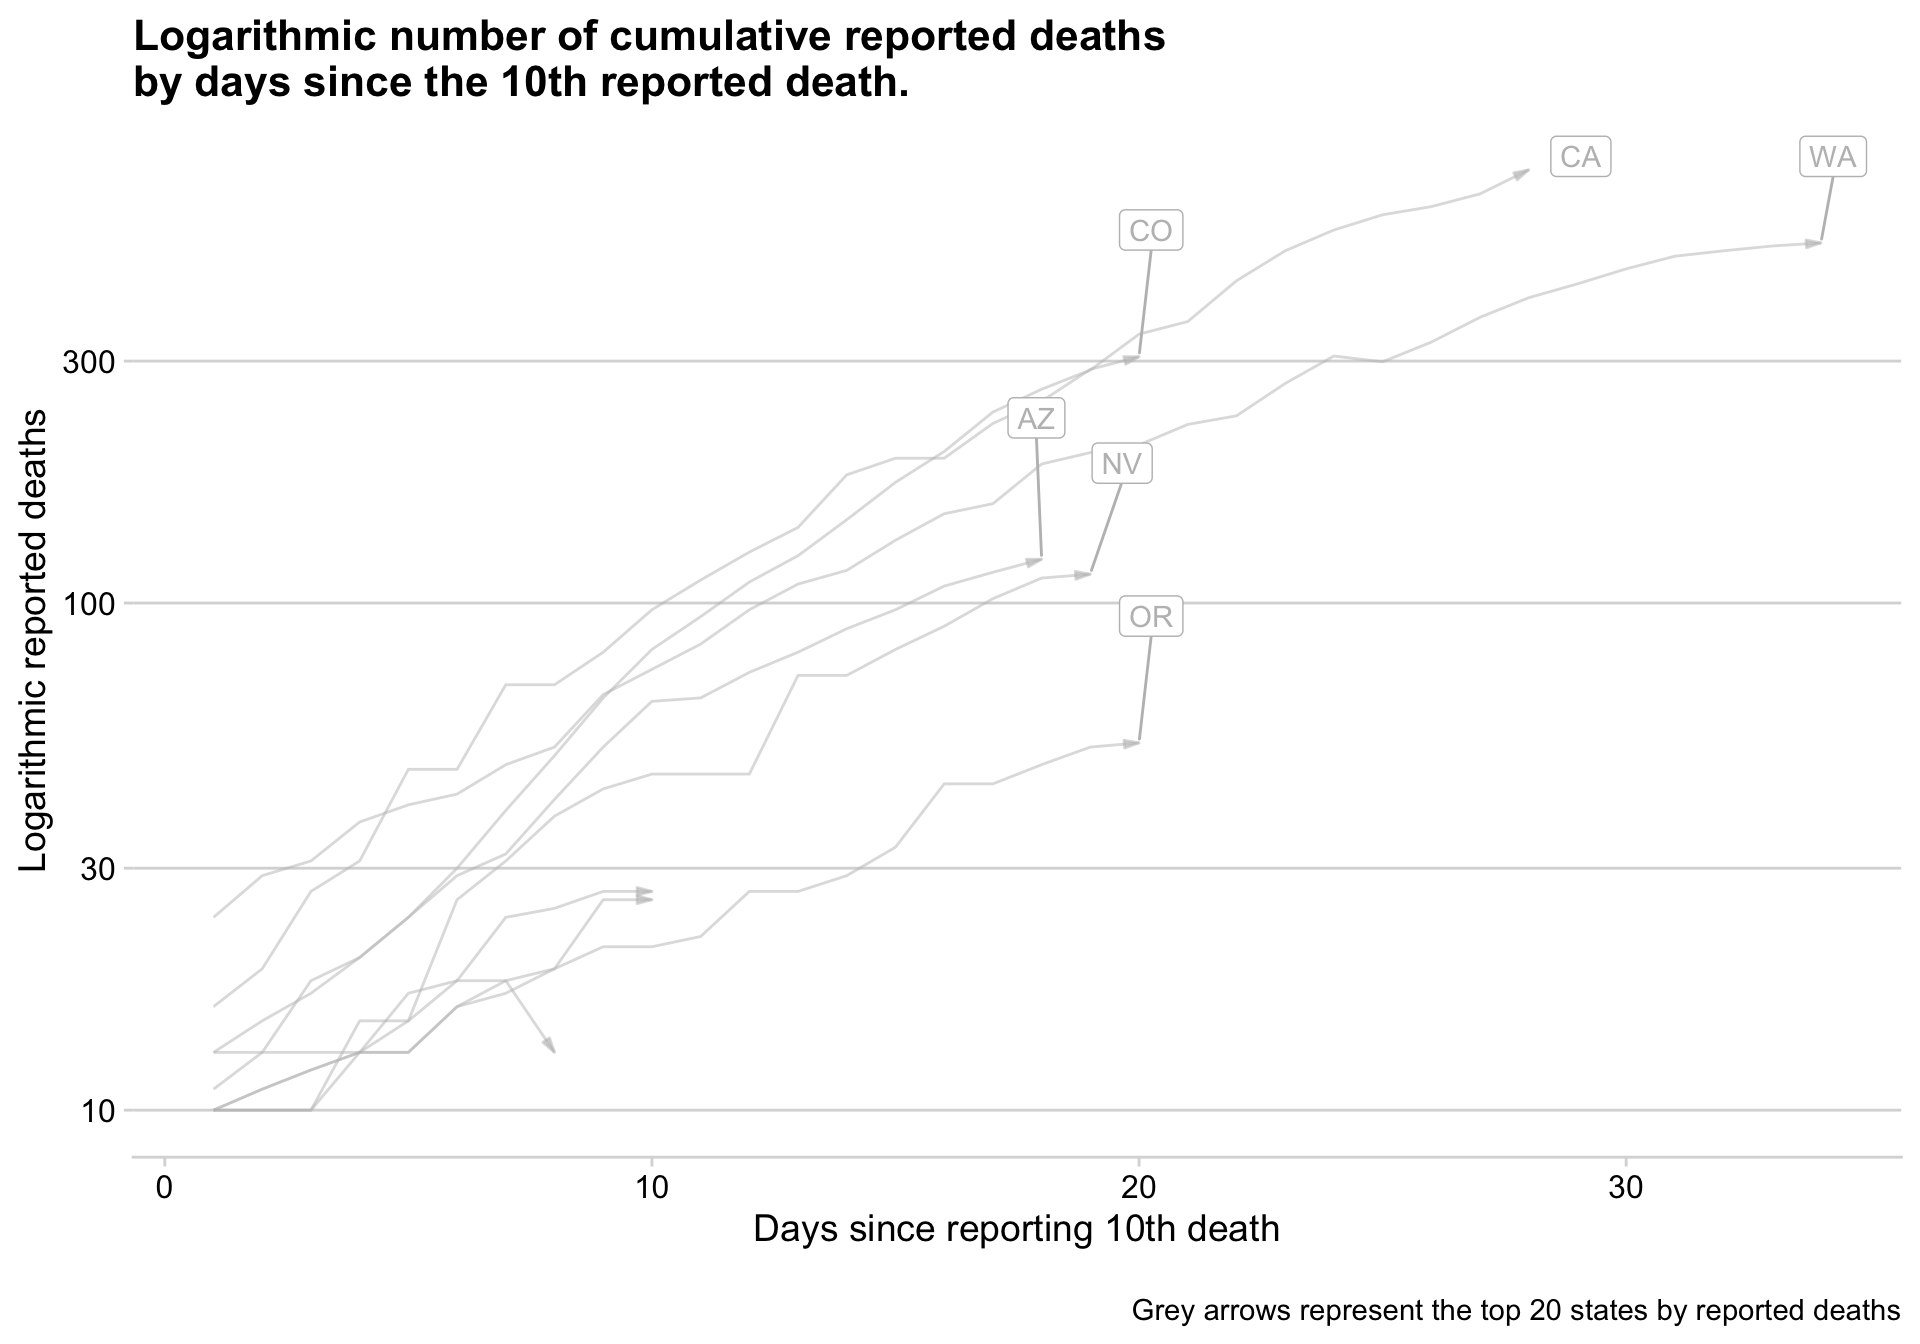 Logarithmic number of cumulative reported deaths
by days since the 10th reported death.
CA
WA
CO
300
AZ
NV
100
OR
Logarithmic reported deaths
30
10
0 10 20 30
Days since reporting 10th death
Grey arrows represent the top 20 states by reported deaths